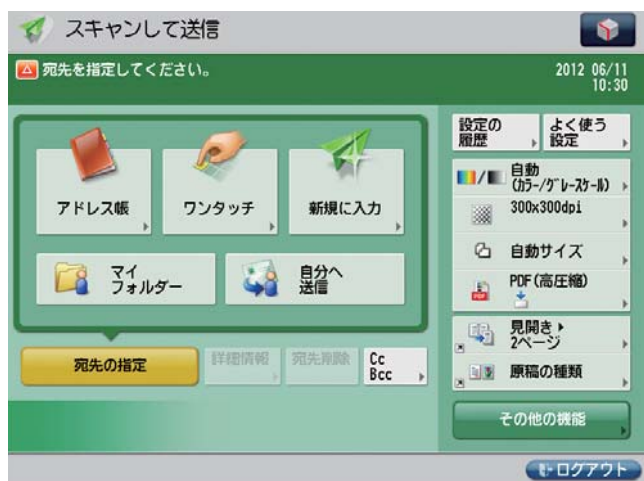 スキャンして送信
宛先を指定してください。
2012 06/11
10:30
設定の
履歴
よく使う
設定
アドレス帳
ワンタッチ
新規に入力
マイ
フォルダー
自分へ
送信
自動
(カラー/グレースケール)
300x300dpi
自動サイズ
PDF(高圧縮)
見開き▸
2ページ
原稿の種類
宛先の指定
詳細情報
宛先削除
Cc
Bcc
その他の機能
ログアウト